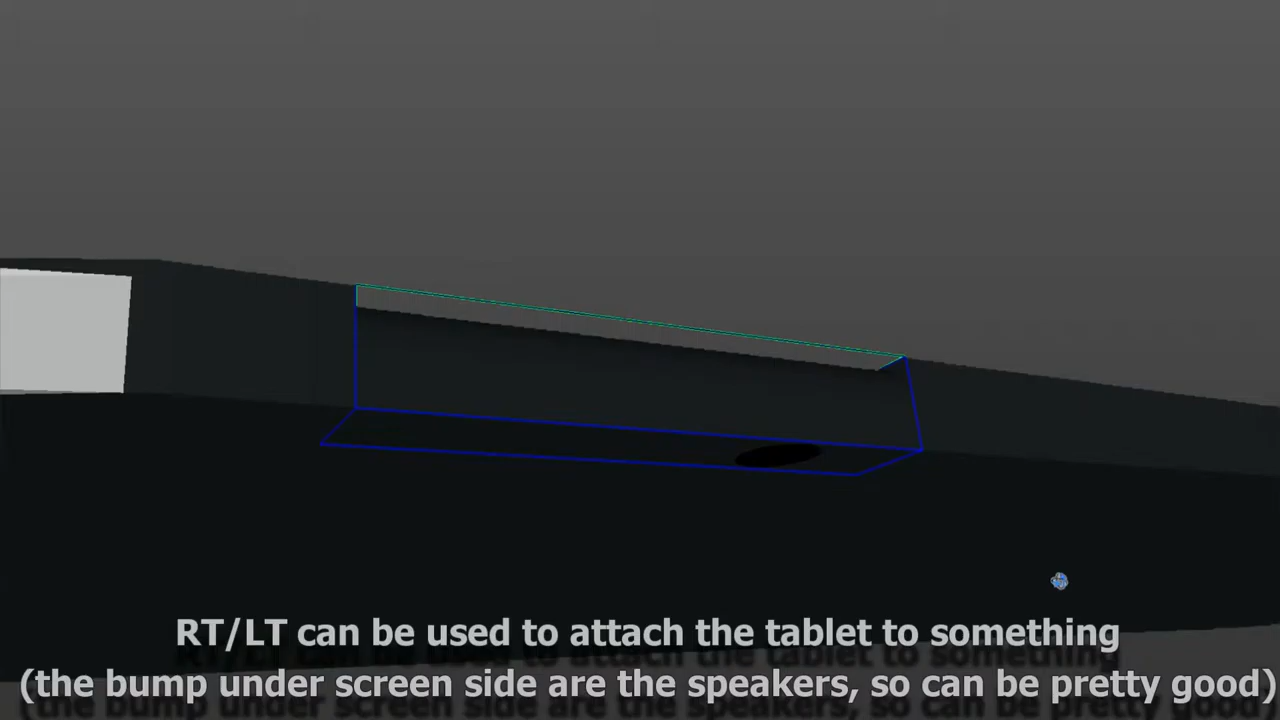 RT/LT can be used to attach the tablet to something
(the bump under screen side are the speakers, so can be pretty good)